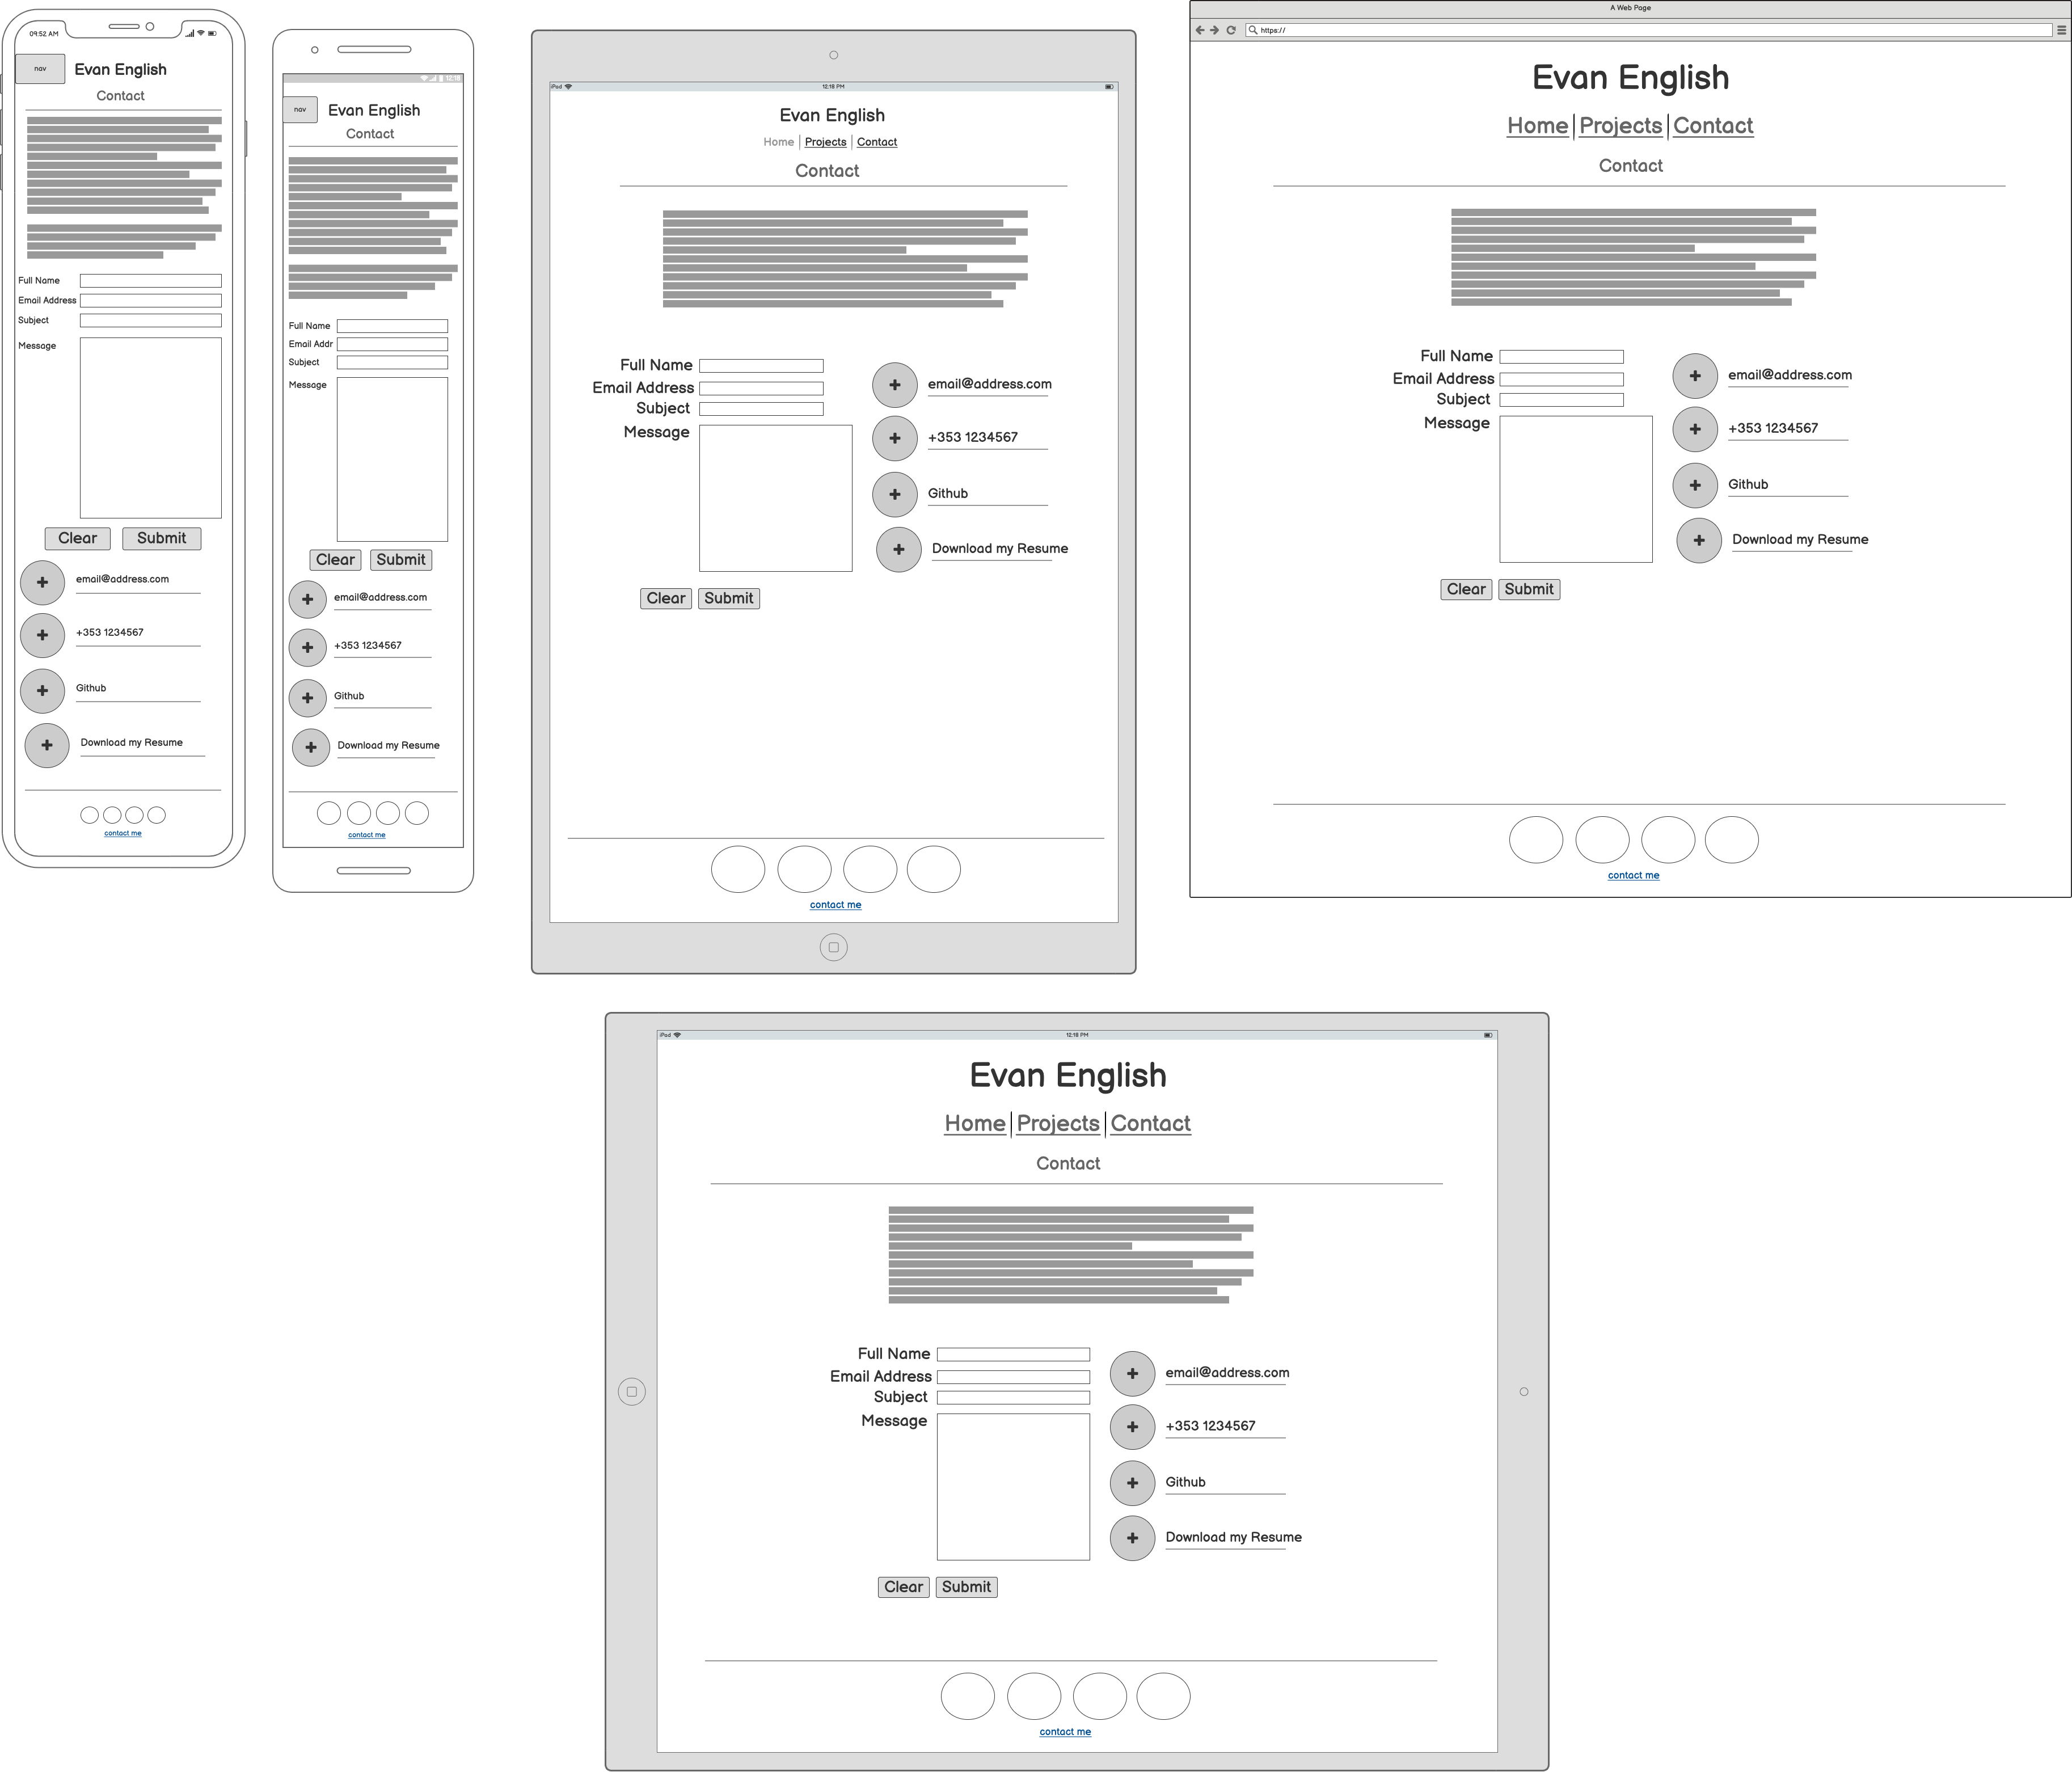 09:52 AM
nav
Evan English
Contact
Full Name
Email Address
Subject
Message
Clear
Submit
email@address.com
+353 1234567
Github
Download my Resume
contact me
12:18
nav
Evan English
Contact
Full Name
Email Addr
Subject
Message
Clear
Submit
email@address.com
+353 1234567
Github
Download my Resume
contact me
iPad
12:18 PM
Evan English
Home
Projects
Contact
Contact
Full Name
Email Address
Subject
Message
Clear
Submit
email@address.com
+353 1234567
Github
Download my Resume
contact me
A Web Page
https://
Evan English
Home
Projects
Contact
Contact
Full Name
Email Address
Subject
Message
Clear
Submit
email@address.com
+353 1234567
Github
Download my Resume
contact me
iPad
12:18 PM
Evan English
Home
Projects
Contact
Contact
Full Name
Email Address
Subject
Message
Clear
Submit
email@address.com
+353 1234567
Github
Download my Resume
contact me